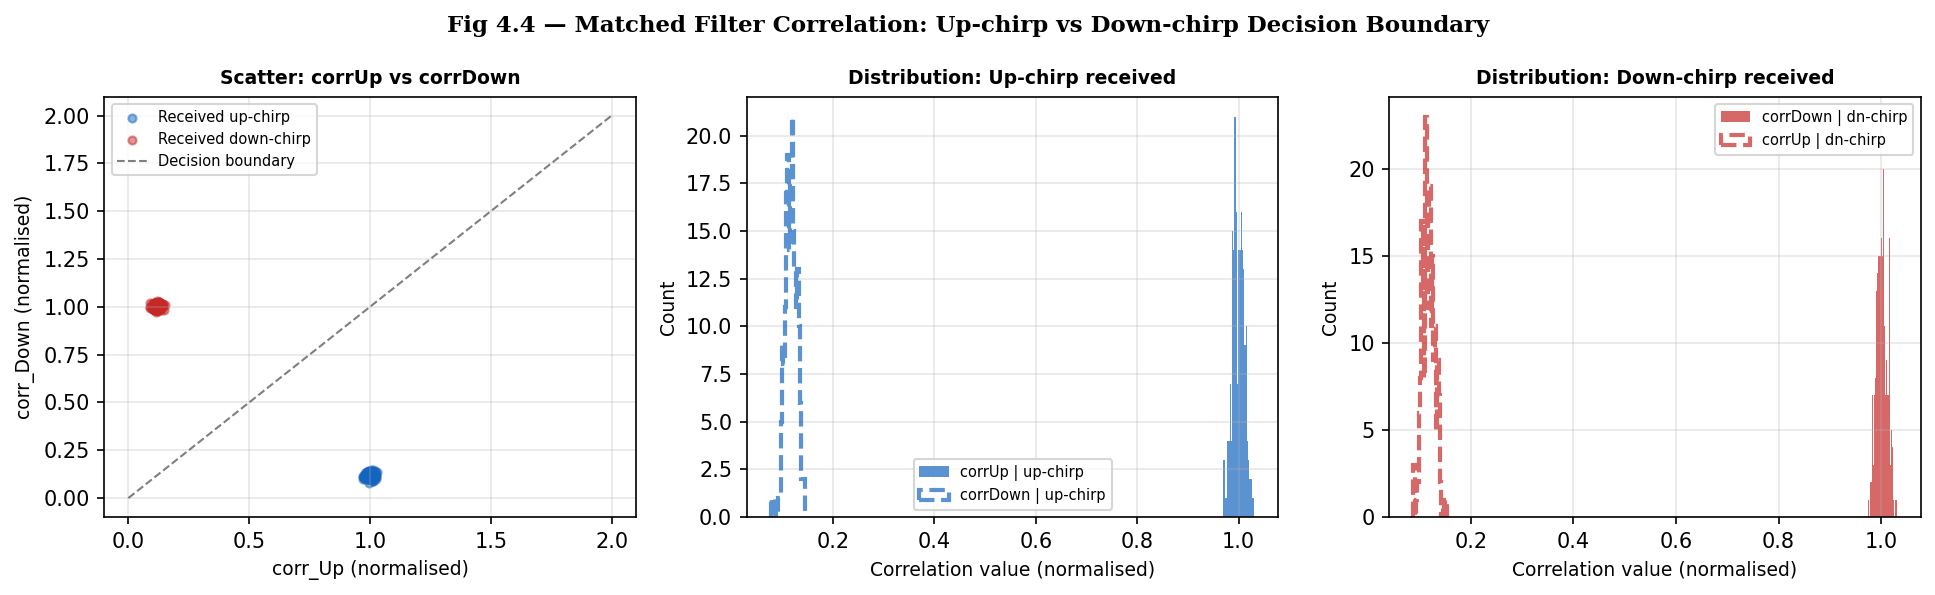 Fig 4.4 — Matched Filter Correlation: Up-chirp vs Down-chirp Decision Boundary
Scatter: corrUp vs corrDown
Received up-chirp
Received down-chirp
Decision boundary
2.00
1.75
1.50
1.25
1.00
0.75
0.50
0.25
0.00
corr_Down (normalised)
0.0 0.5 1.0 1.5 2.0
corr_Up (normalised)
Distribution: Up-chirp received
20.0
17.5
15.0
12.5
10.0
7.5
5.0
2.5
0.0
Count
corrUp | up-chirp
corrDown | up-chirp
0.2 0.4 0.6 0.8 1.0
Correlation value (normalised)
Distribution: Down-chirp received
corrDown | dn-chirp
corrUp | dn-chirp
20
15
10
5
0
Count
0.2 0.4 0.6 0.8 1.0
Correlation value (normalised)